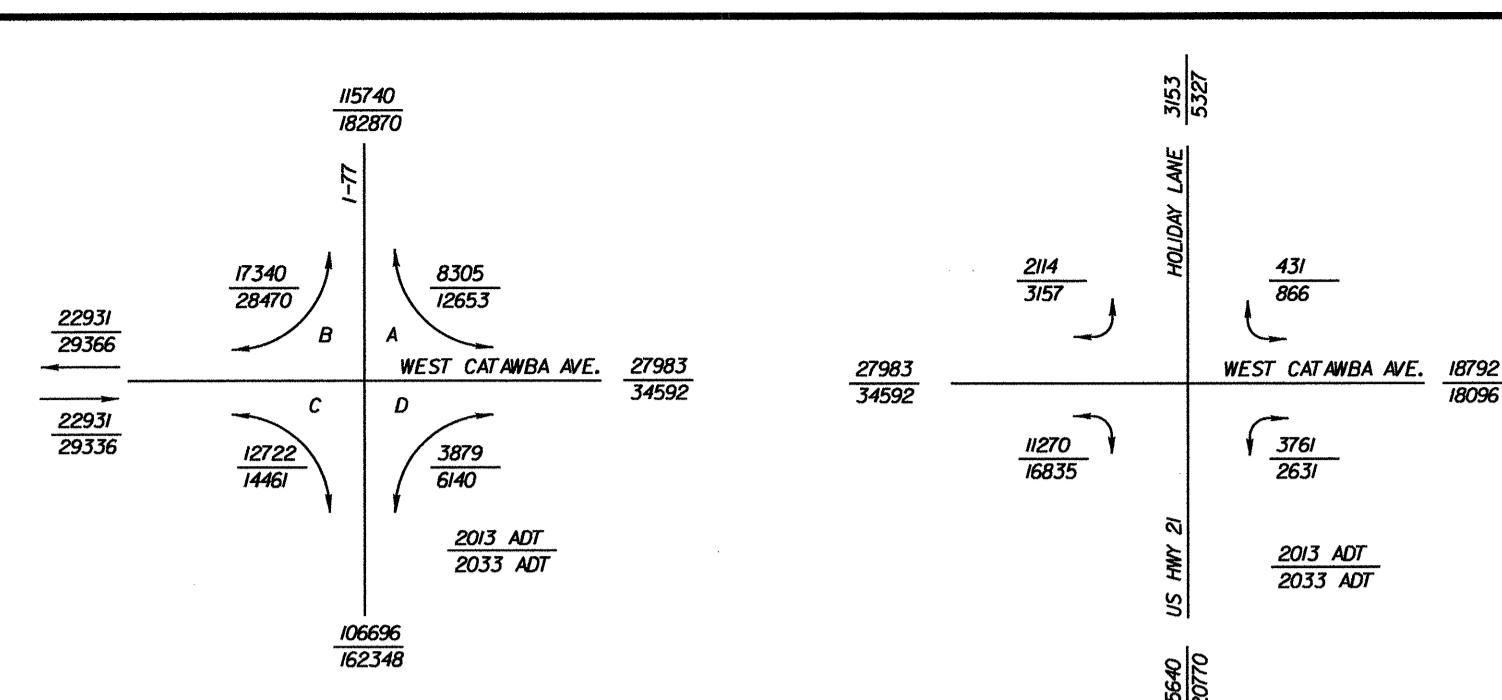 115740
182870
I-77
17340
28470
8305
12653
B
A
22931
29366
WEST CATAWBA AVE.
27983
34592
22931
29336
C
D
12722
14461
3879
6140
2013 ADT
2033 ADT
106696
162348
3153
5327
HOLIDAY LANE
2114
3157
431
866
27983
34592
WEST CATAWBA AVE.
18792
18096
11270
16835
3761
2631
US HWY 21
2013 ADT
2033 ADT
20770